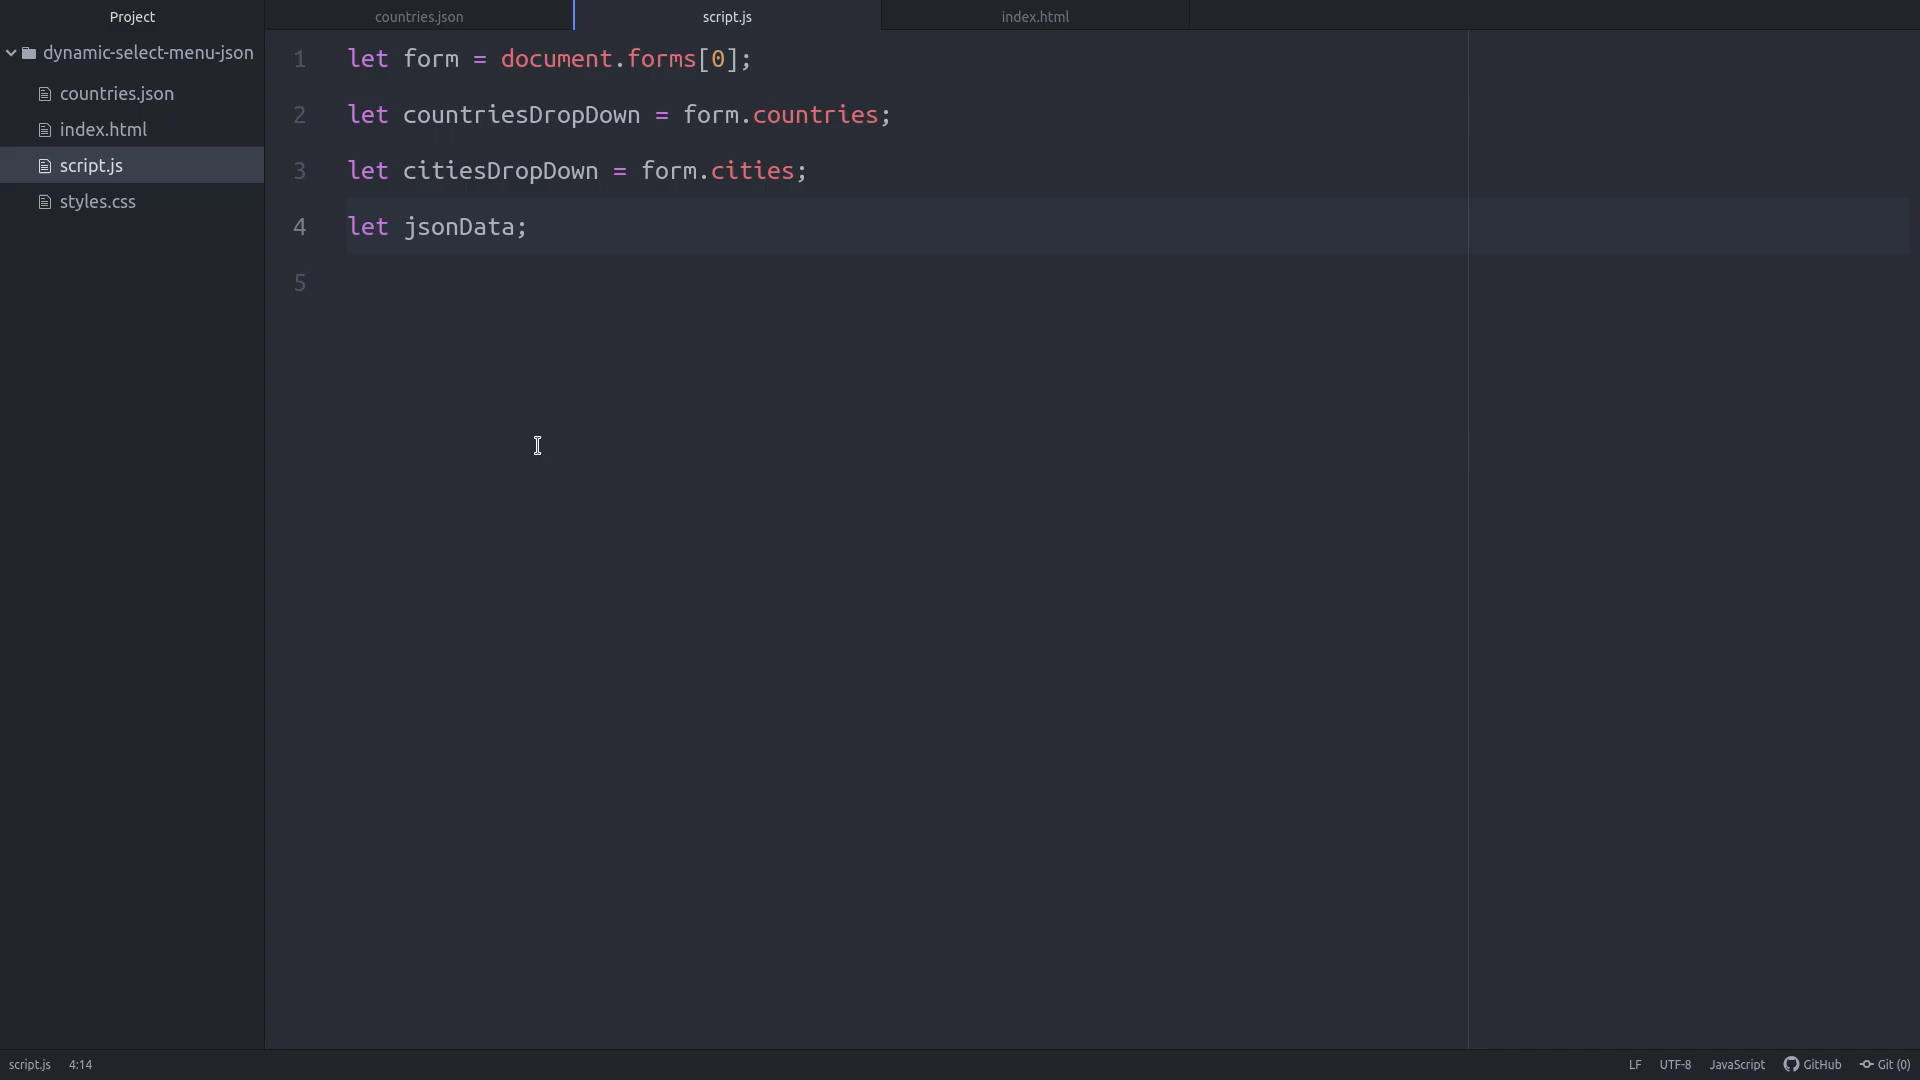 Project
countries.json
script.js
index.html
dynamic-select-menu-json
countries.json
index.html
script.js
styles.css
1 let form = document.forms[0];
2 let countriesDropDown = form.countries;
3 let citiesDropDown = form.cities;
4 let jsonData;
5
script.js 4:14 LF UTF-8 JavaScript GitHub Git (0)